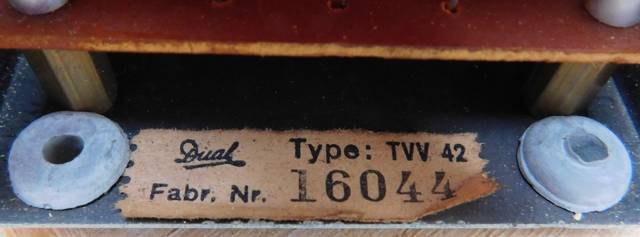 Dual Type: TVV 42
Fabr. Nr. 16044